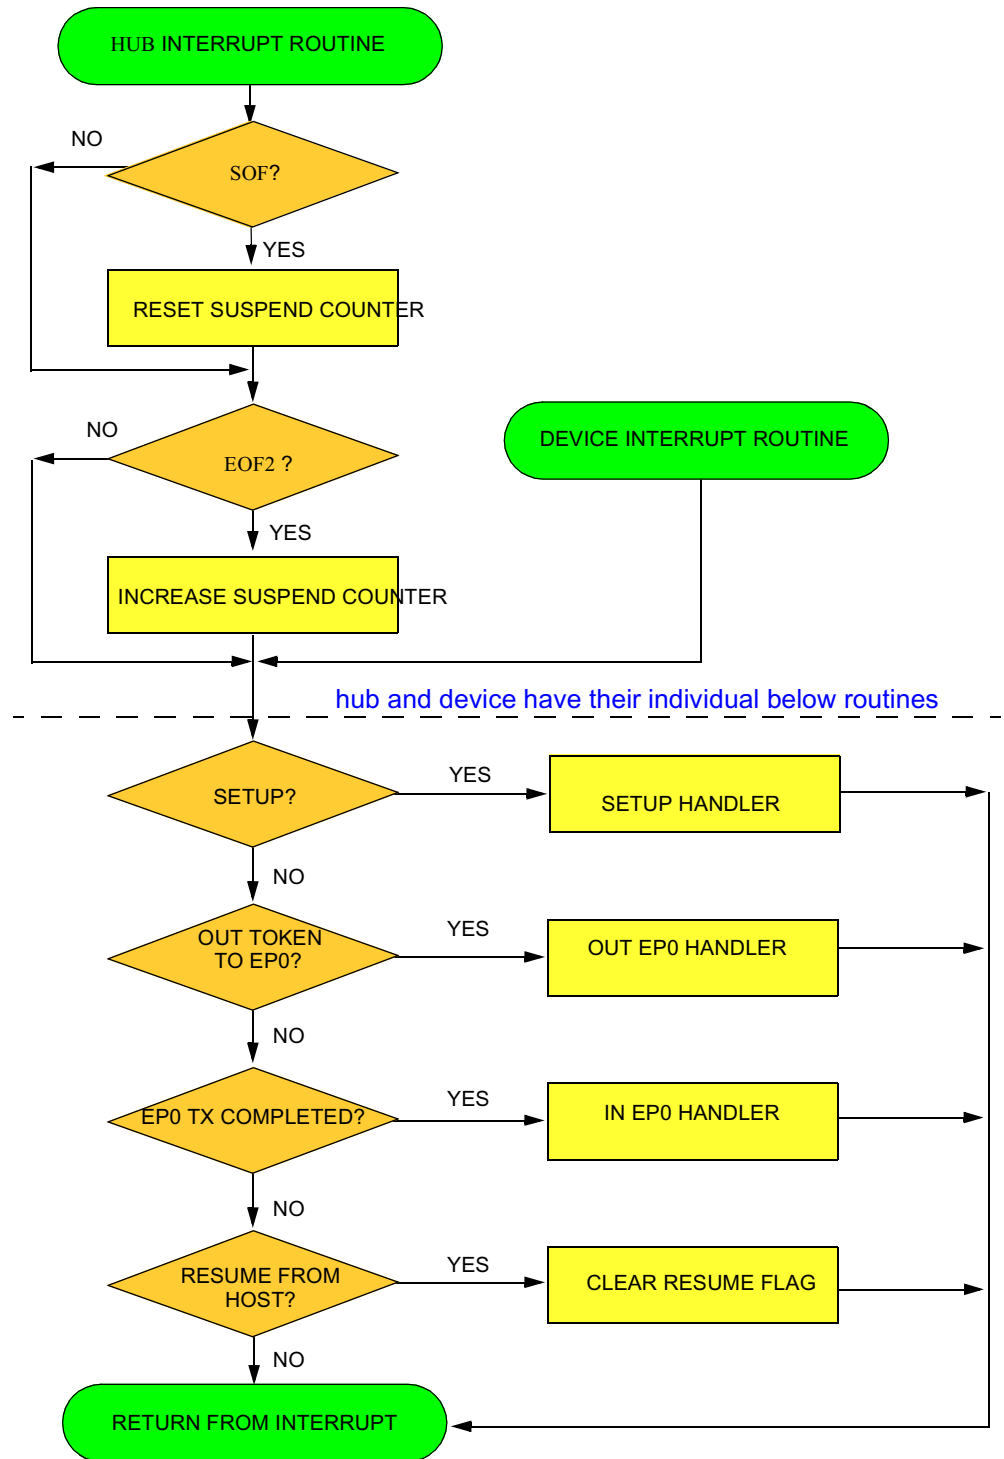 HUB INTERRUPT ROUTINE
NO
SOF?
YES
RESET SUSPEND COUNTER
NO
EOF2 ?
DEVICE INTERRUPT ROUTINE
YES
INCREASE SUSPEND COUNTER
hub and device have their individual below routines
SETUP?
YES
SETUP HANDLER
NO
OUT TOKEN
TO EP0?
YES
OUT EP0 HANDLER
NO
EP0 TX COMPLETED?
YES
IN EP0 HANDLER
NO
RESUME FROM
HOST?
YES
CLEAR RESUME FLAG
NO
RETURN FROM INTERRUPT